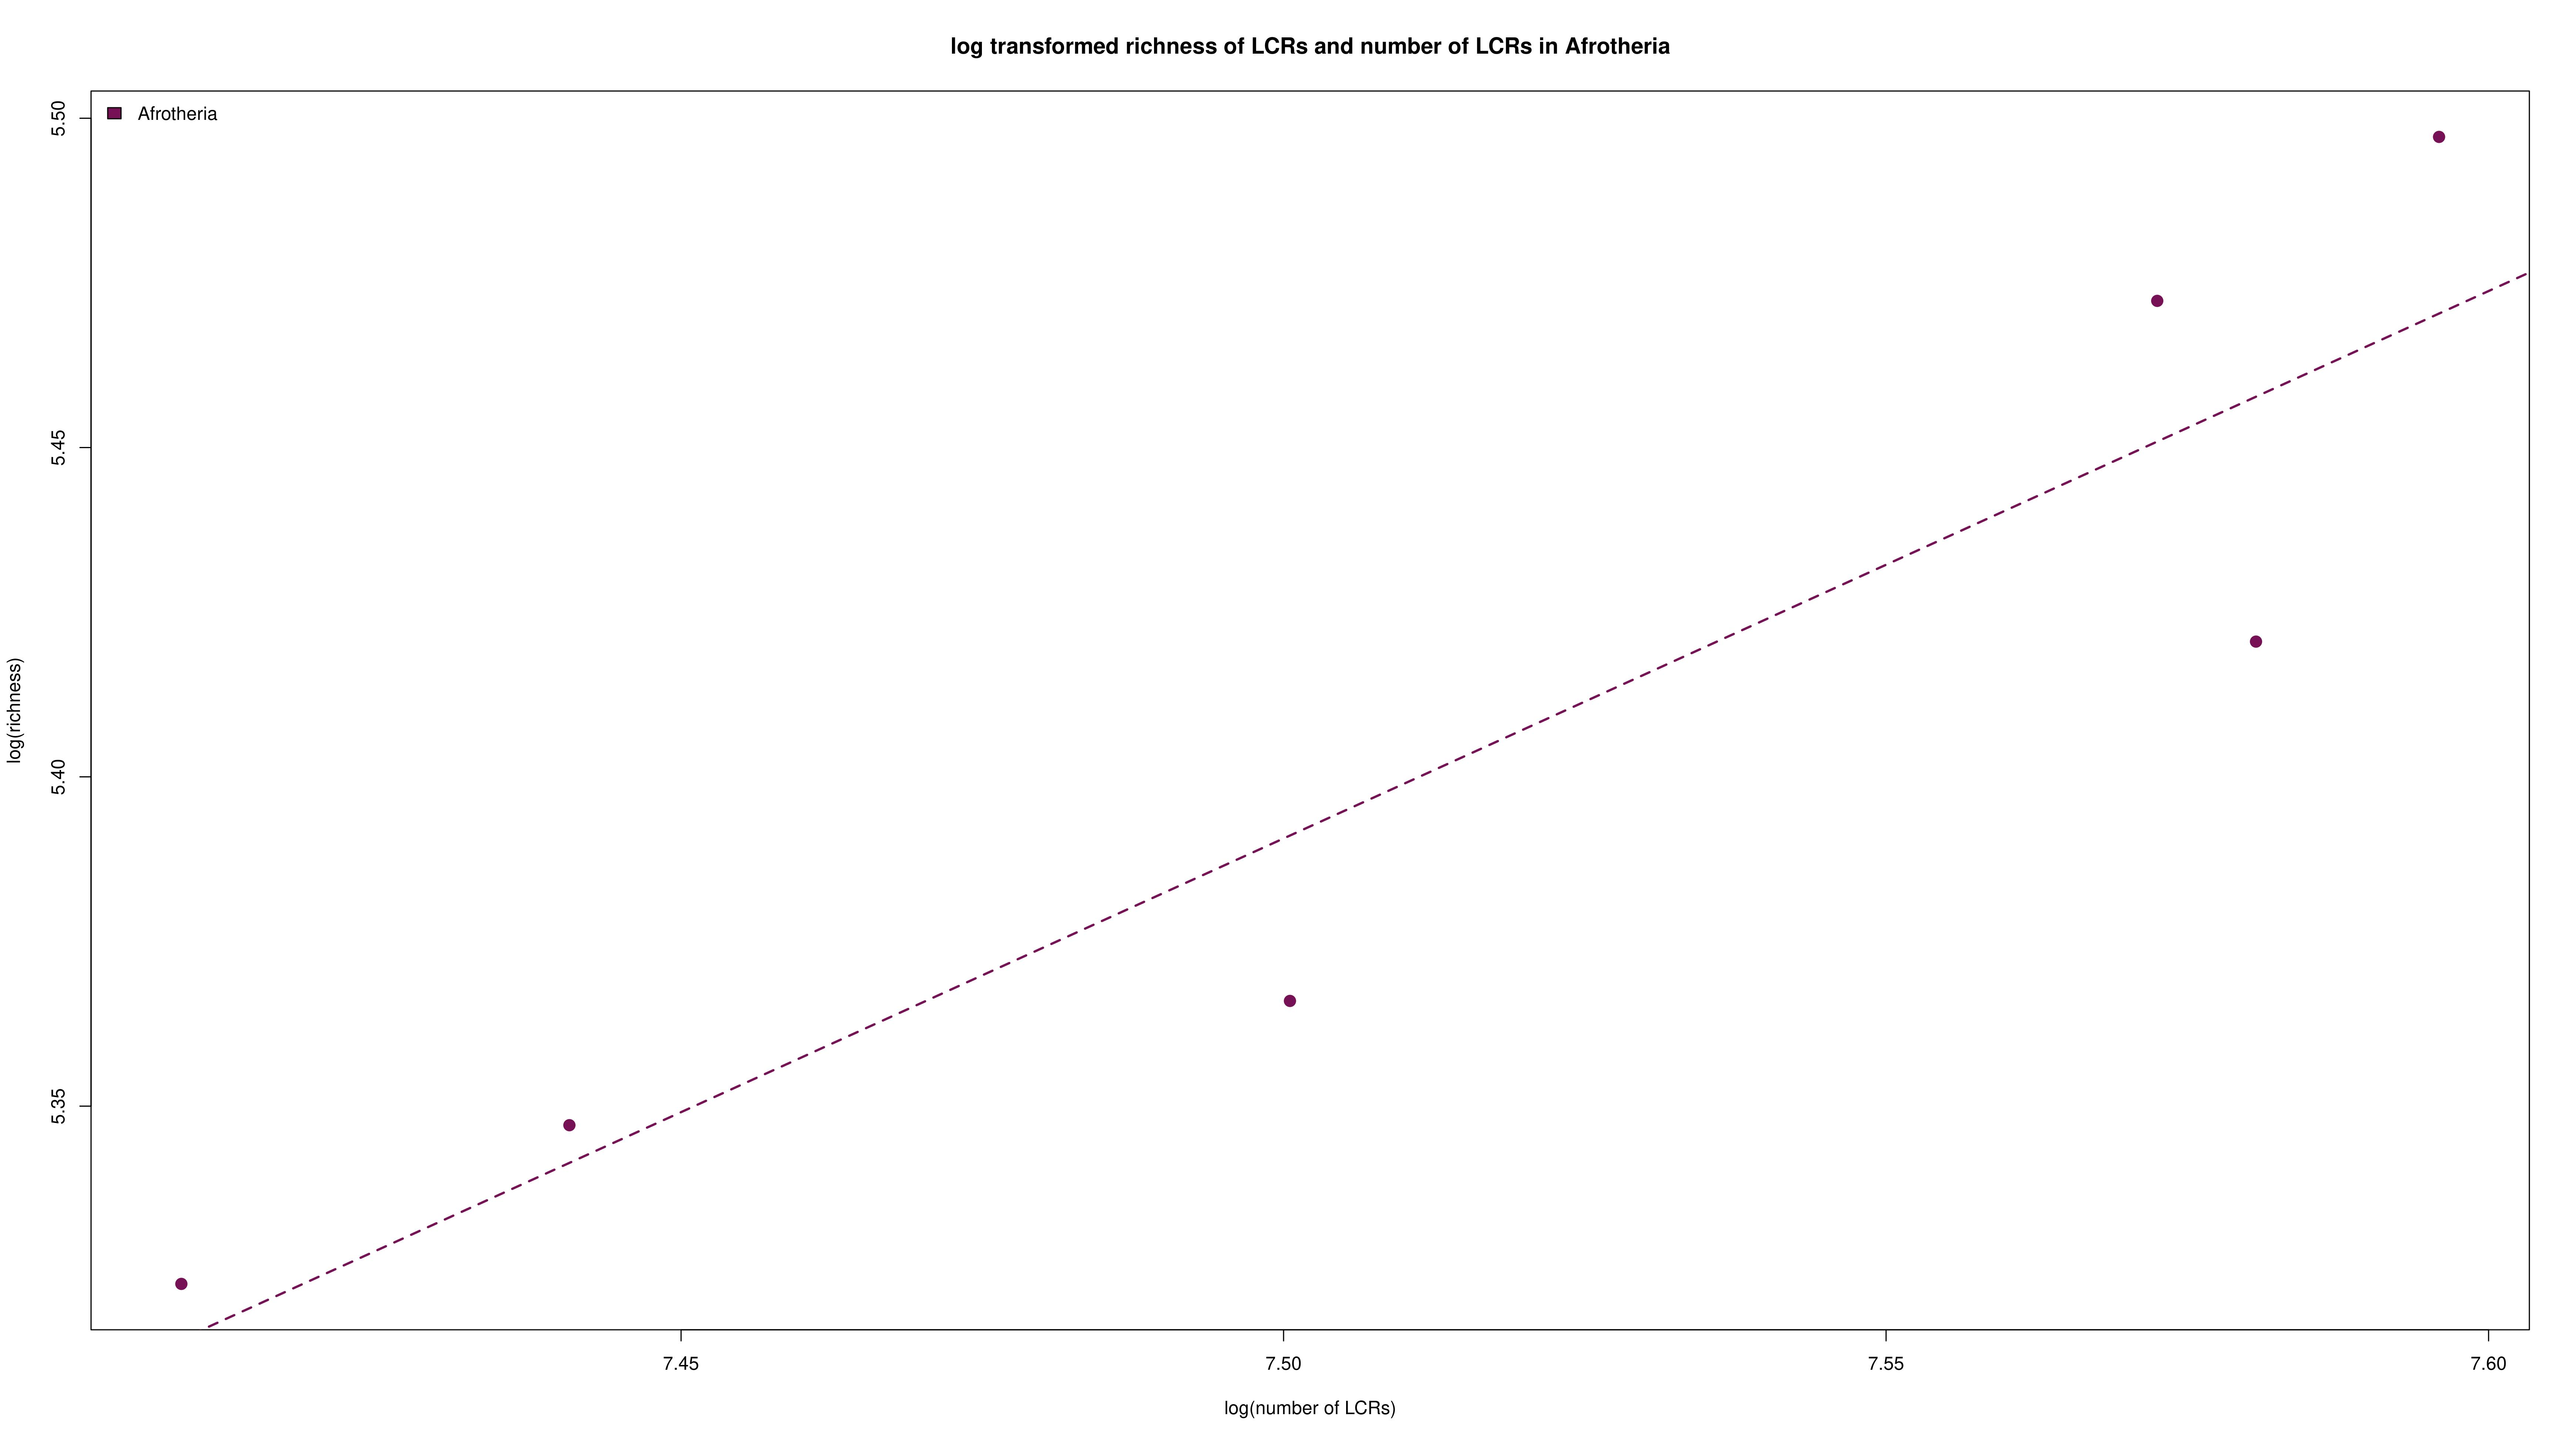 log transformed richness of LCRs and number of LCRs in Afrotheria
Afrotheria
5.50
5.45
5.40
5.35
log(richness)
7.45 7.50 7.55 7.60
log(number of LCRs)